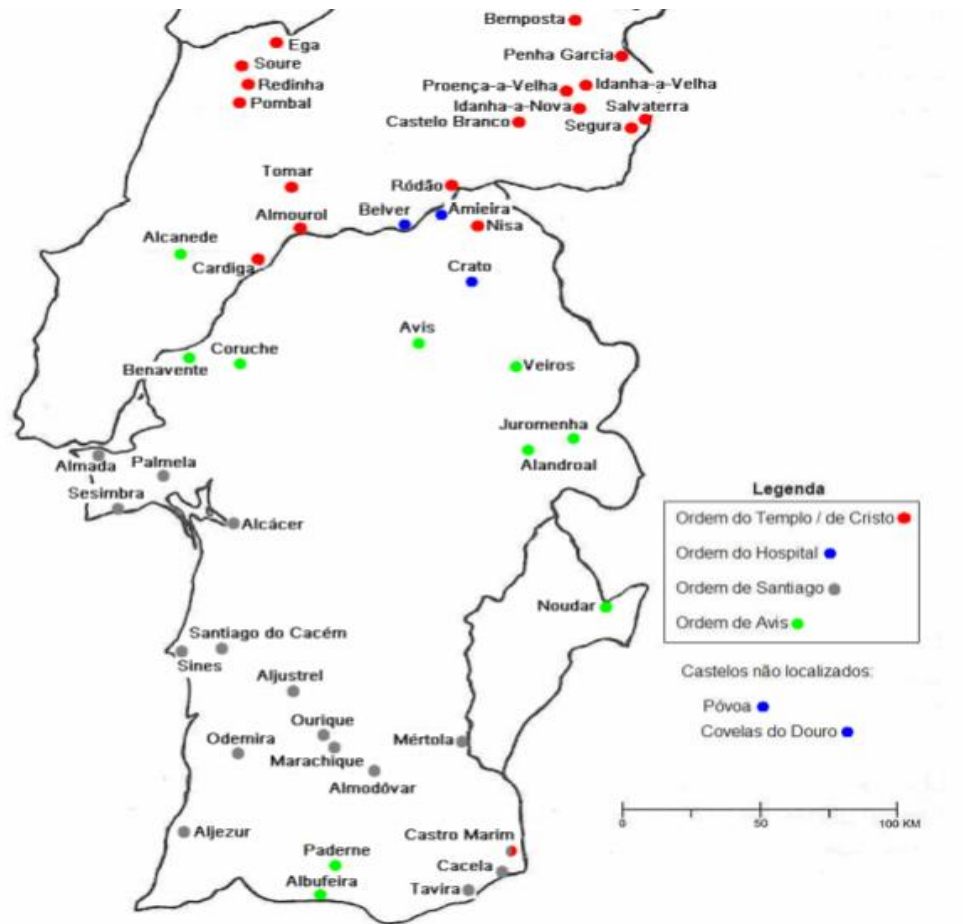 Bemposta
Ega
Penha Garcia
Soure
Redinha
Proença-a-Velha
Idanha-a-Velha
Pombal
Idanha-a-Nova
Salvaterra
Castelo Branco
Segura
Tomar
Ródão
Almourol
Belver
Amieira
Nisa
Alcanede
Cardiga
Crato
Avis
Coruche
Benavente
Veiros
Juromenha
Alandroal
Almada
Palmela
Sesimbra
Alcácer
Legenda
Ordem do Templo / de Cristo
Ordem do Hospital
Ordem de Santiago
Ordem de Avis
Noudar
Santiago do Cacém
Sines
Castelos não localizados:
Aljustrel
Póvoa
Covelas do Douro
Ourique
Odemira
Marachique
Mértola
Almodôvar
0
50
100 KM
Aljezur
Castro Marim
Paderne
Cacela
Albufeira
Tavira